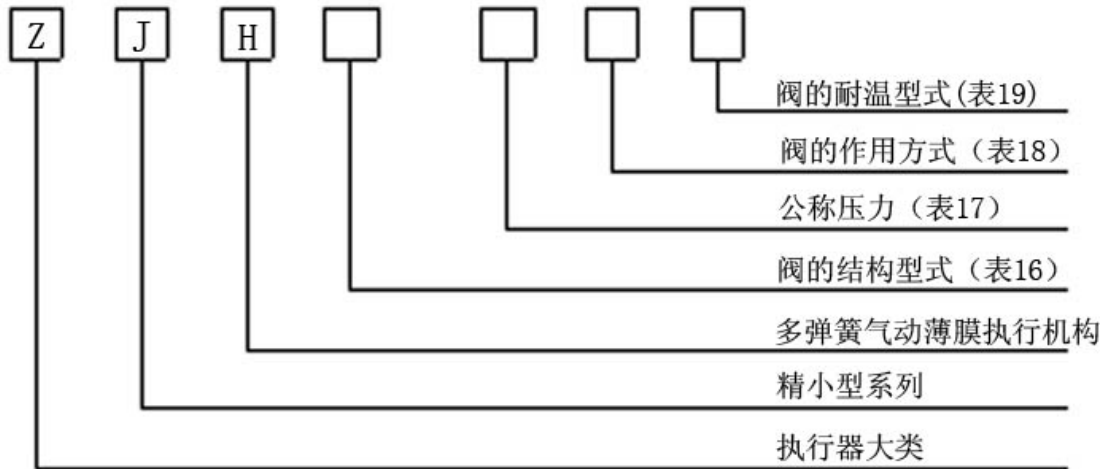 Z J H
阀的耐温型式(表19)
阀的作用方式（表18）
公称压力（表17）
阀的结构型式（表16）
多弹簧气动薄膜执行机构
精小型系列
执行器大类